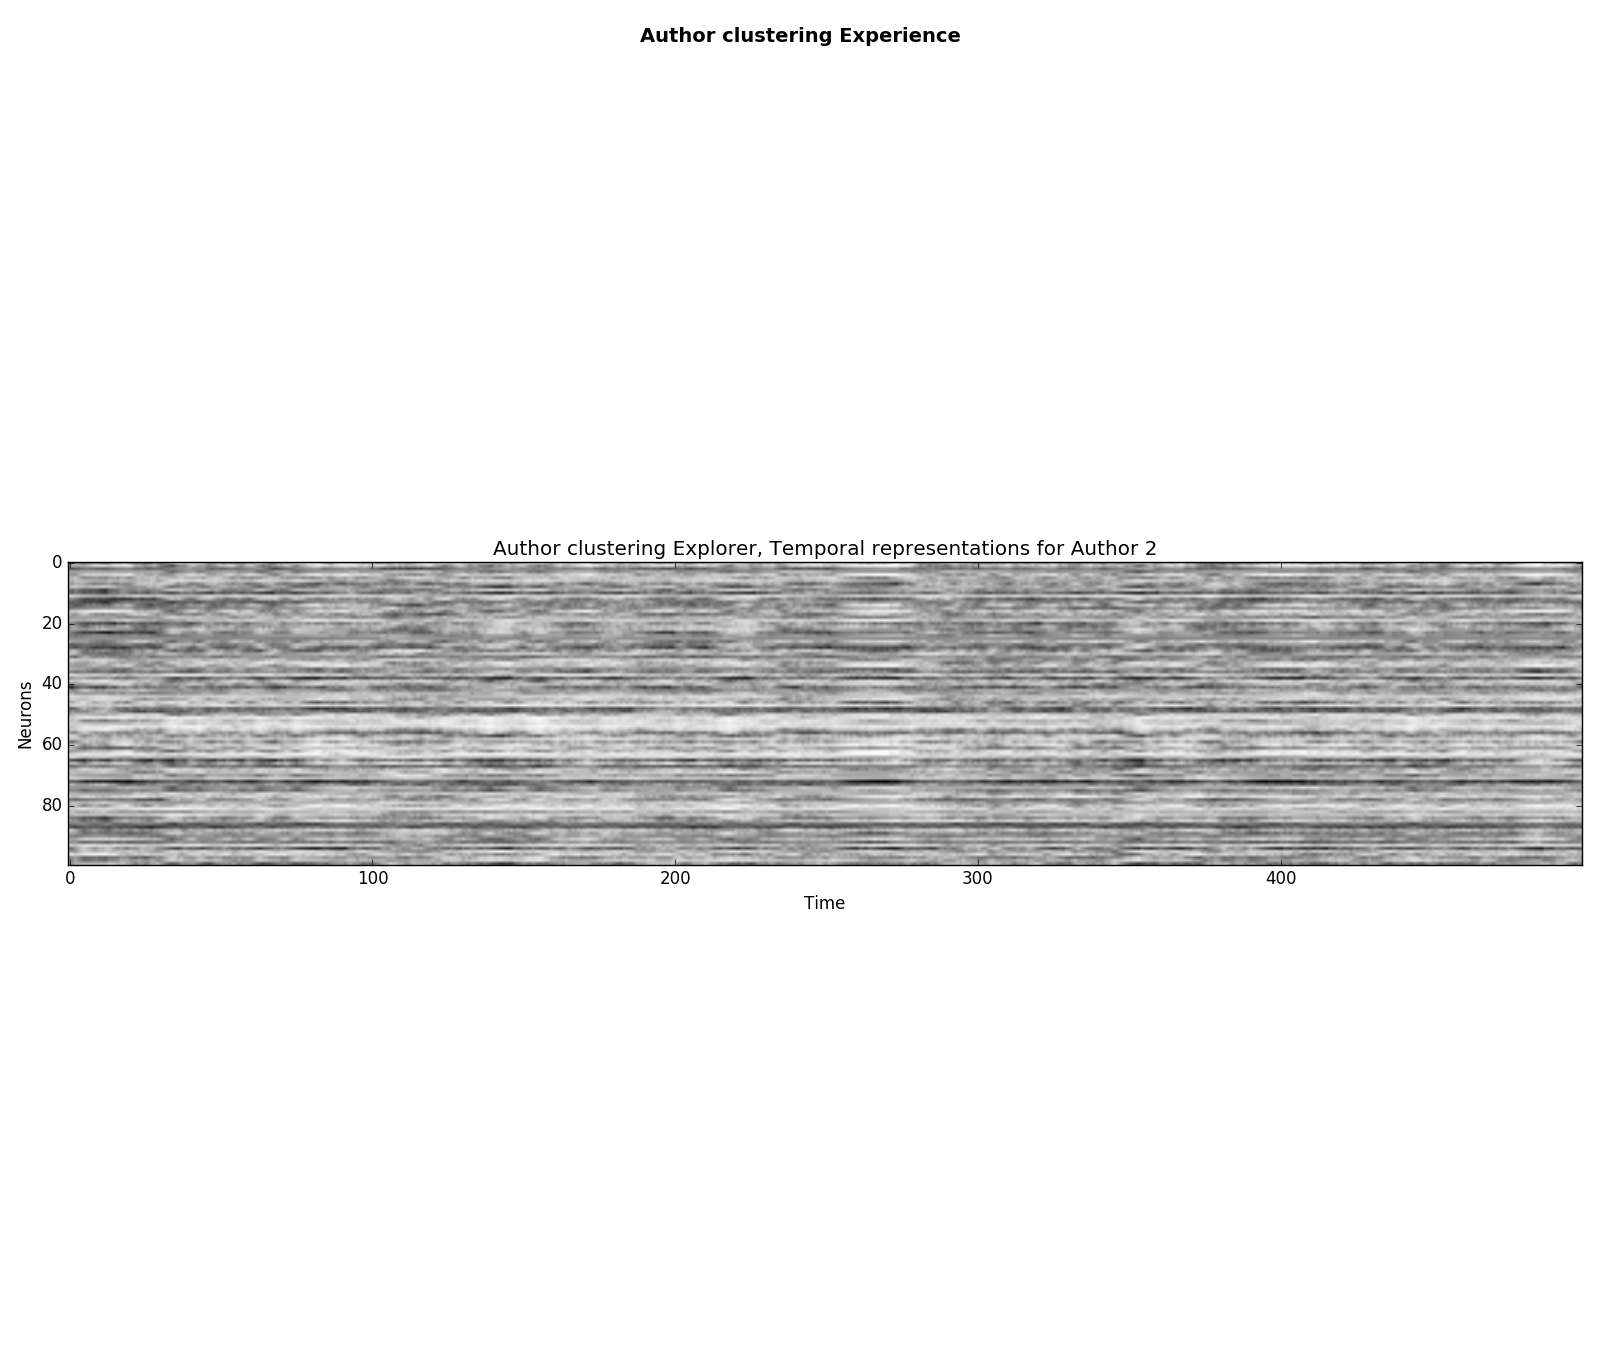 Author clustering Experience
Author clustering Explorer, Temporal representations for Author 2
0
20
40
60
80
Neurons
0 100 200 300 400
Time